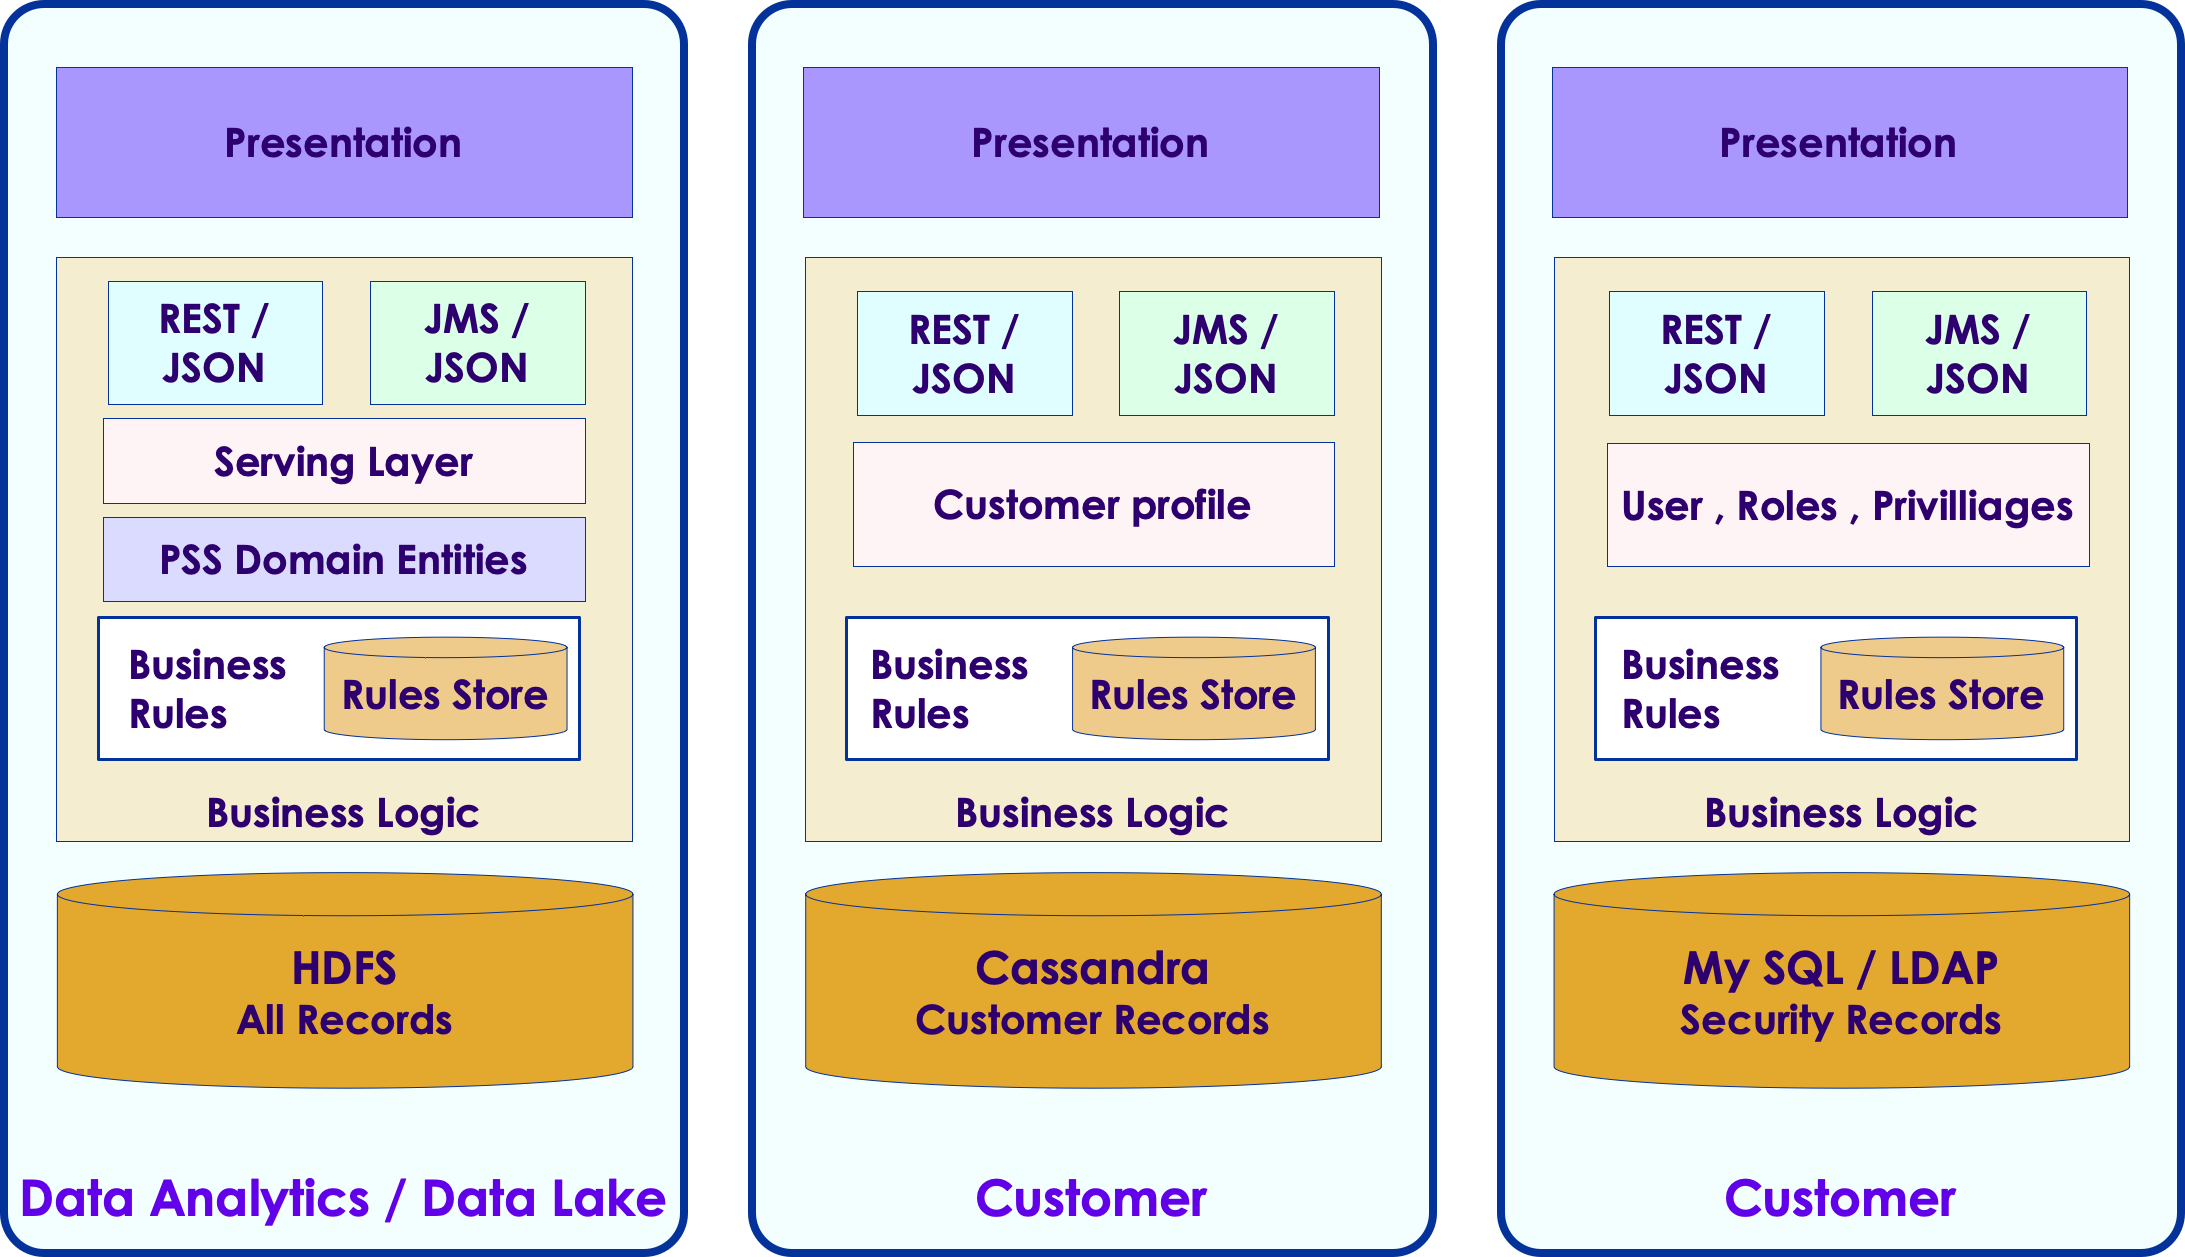 Presentation
REST /
JSON
JMS /
JSON
Serving Layer
PSS Domain Entities
Business
Rules
Rules Store
Business Logic
HDFS
All Records
Data Analytics / Data Lake
Presentation
REST /
JSON
JMS /
JSON
Customer profile
Business
Rules
Rules Store
Business Logic
Cassandra
Customer Records
Customer
Presentation
REST /
JSON
JMS /
JSON
User , Roles , Privilliages
Business
Rules
Rules Store
Business Logic
My SQL / LDAP
Security Records
Customer